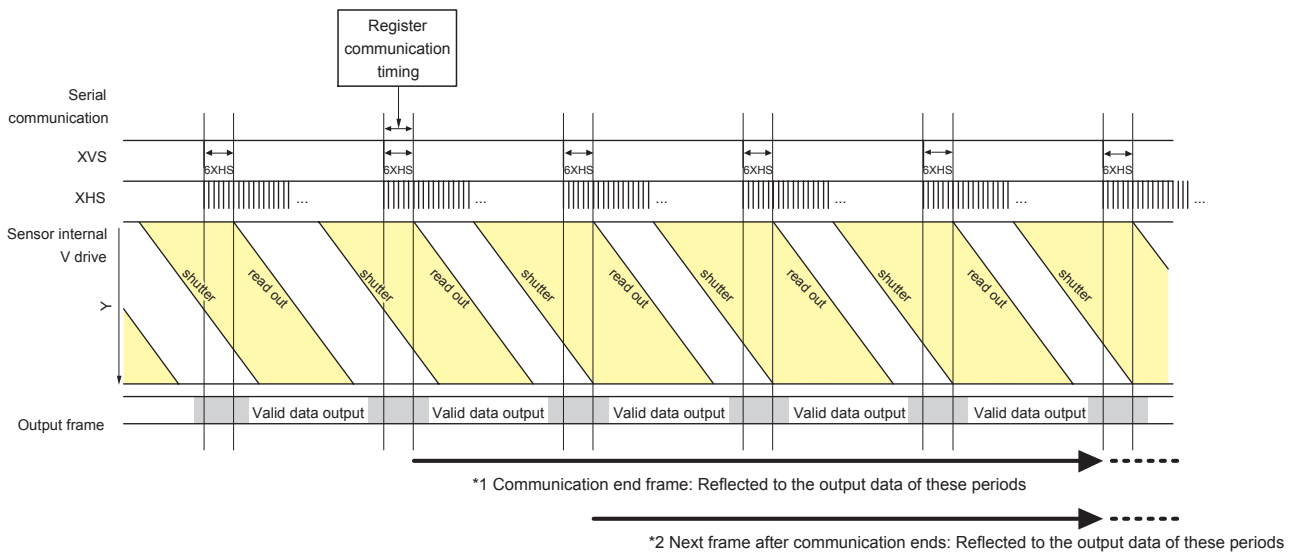 Register
communication
timing
Serial
communication
XVS
6XHS 6XHS 6XHS 6XHS 6XHS 6XHS
XHS
... ... ... ... ... ...
Sensor internal
V drive
Y
shutter read out shutter read out shutter read out shutter read out shutter read out shutter
Output frame
Valid data output Valid data output Valid data output Valid data output Valid data output
*1 Communication end frame: Reflected to the output data of these periods
*2 Next frame after communication ends: Reflected to the output data of these periods